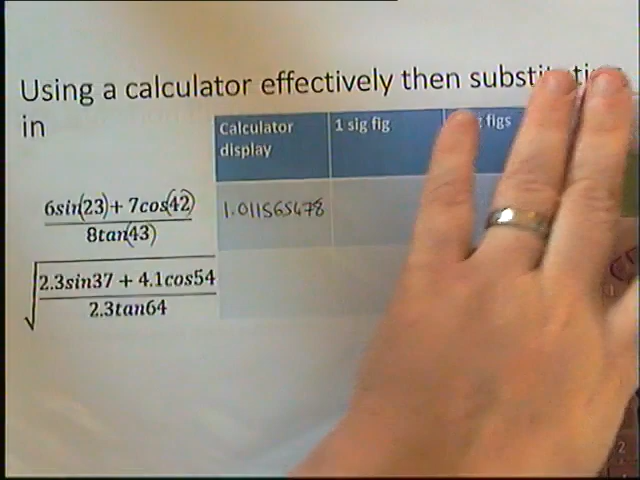 Using a calculator effectively then
in
Calculator display
1 sig fig
figs
6sin(23)+ 7cos(42)
8tan(43)
1.011565478
√2.3sin37 + 4.1cos54
2.3tan64